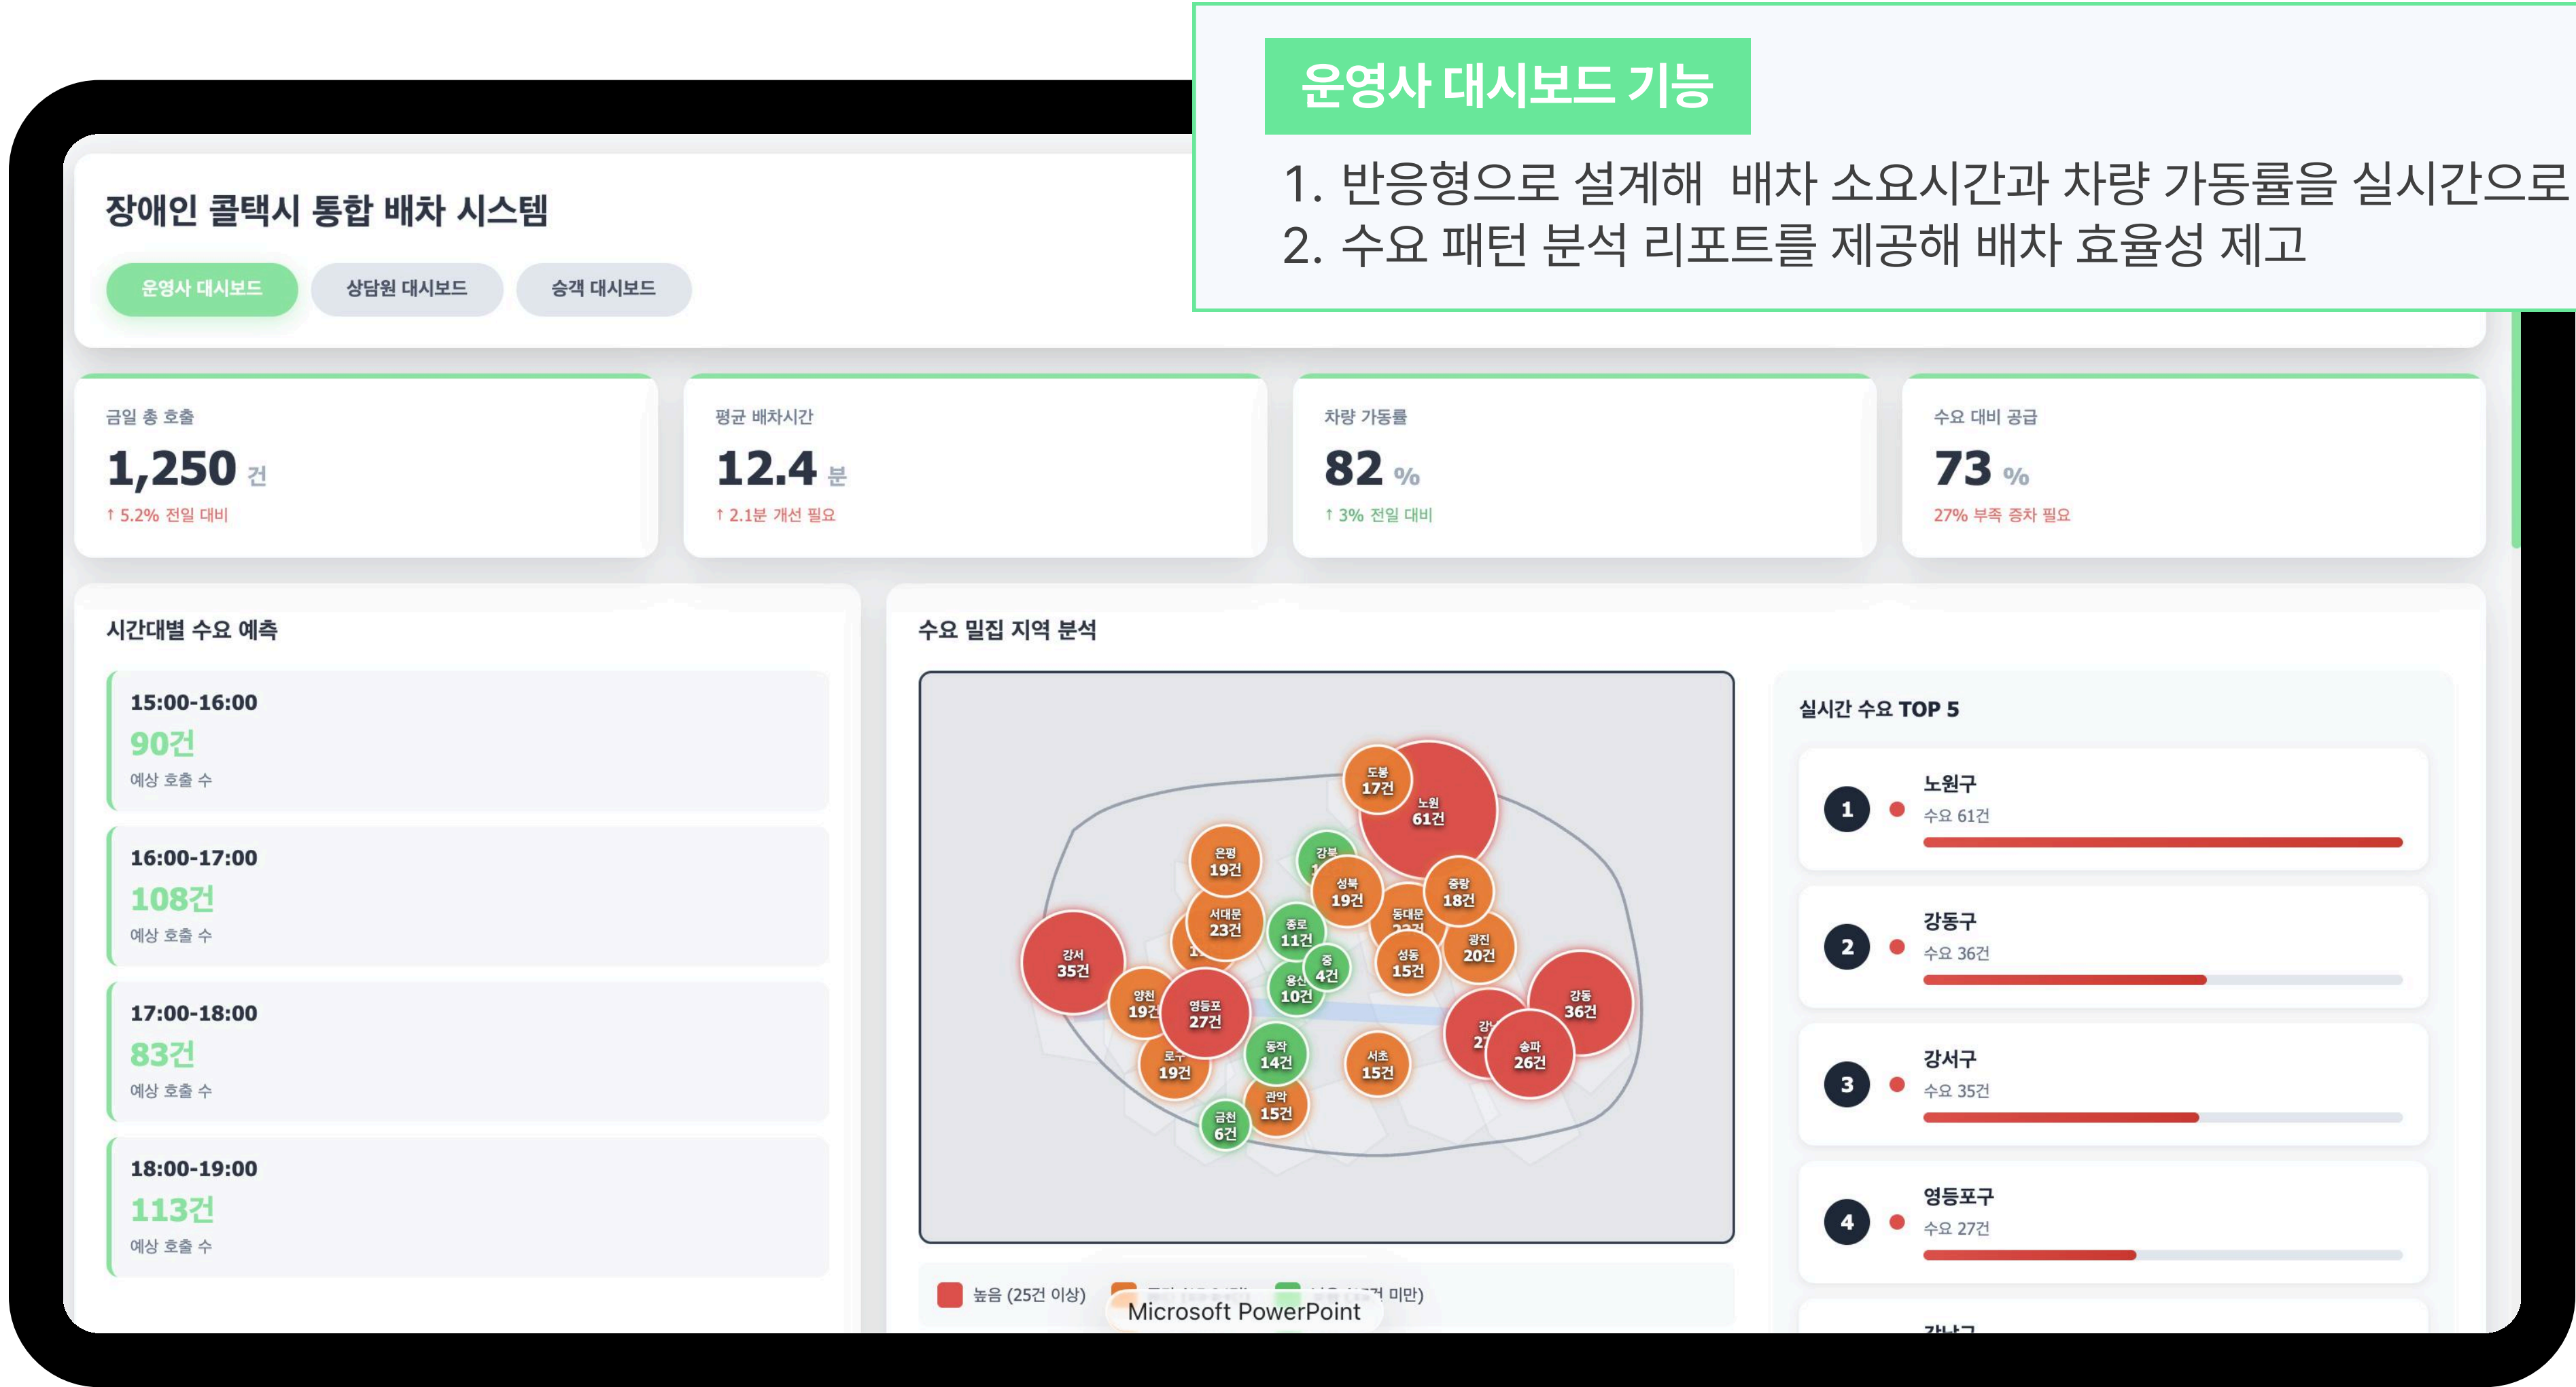 운영사 대시보드 기능
1. 반응형으로 설계해 배차 소요시간과 차량 가동률을 실시간으로
2. 수요 패턴 분석 리포트를 제공해 배차 효율성 제고
장애인 콜택시 통합 배차 시스템
운영사 대시보드 상담원 대시보드 승객 대시보드
금일 총 호출
1,250 건
↑ 5.2% 전일 대비
평균 배차시간
12.4 분
↑ 2.1분 개선 필요
차량 가동률
82 %
↑ 3% 전일 대비
수요 대비 공급
73 %
27% 부족 증차 필요
시간대별 수요 예측
15:00-16:00
90건
예상 호출 수
16:00-17:00
108건
예상 호출 수
17:00-18:00
83건
예상 호출 수
18:00-19:00
113건
예상 호출 수
수요 밀집 지역 분석
도봉
17건
노원
61건
은평
19건
강북
성북
19건
중랑
18건
서대문
23건
종로
11건
동대문
광진
20건
성동
15건
중
4건
용산
10건
강서
35건
양천
19건
영등포
27건
강동
36건
송파
26건
동작
14건
서초
15건
로구
19건
관악
15건
금천
6건
높음 (25건 이상)
미만)
Microsoft PowerPoint
실시간 수요 TOP 5
1
노원구
수요 61건
2
강동구
수요 36건
3
강서구
수요 35건
4
영등포구
수요 27건